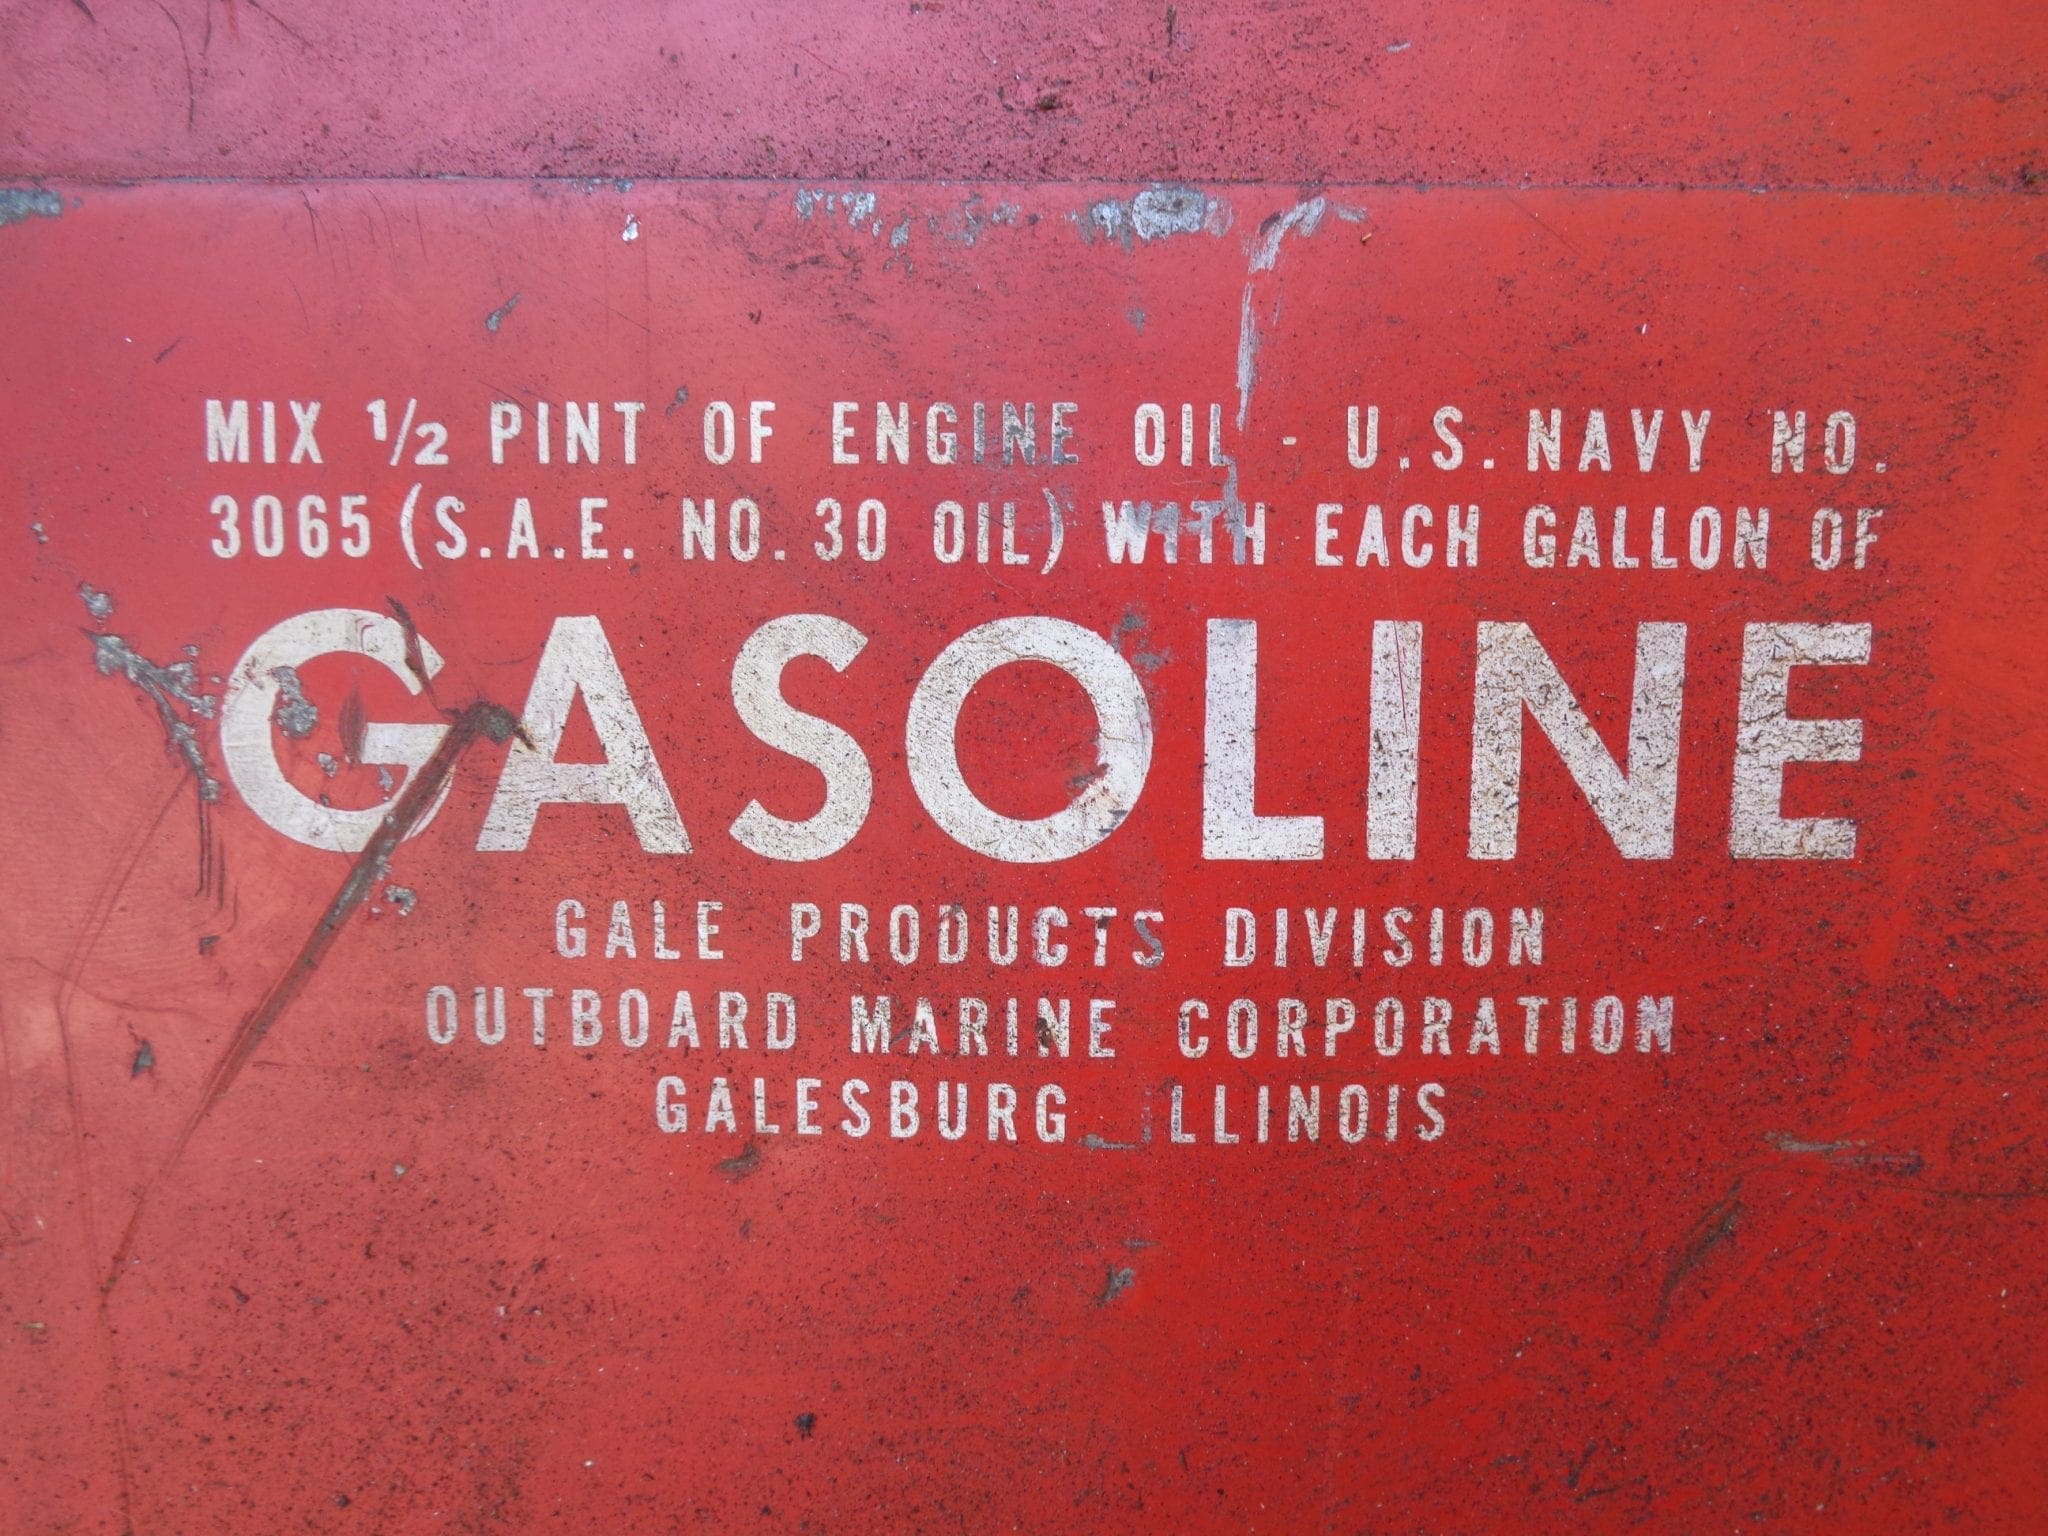 MIX 1/2 PINT OF ENGINE OIL - U.S. NAVY NO.
3065 (S.A.E. NO. 30 OIL) WITH EACH GALLON OF
GASOLINE
GALE PRODUCTS DIVISION
OUTBOARD MARINE CORPORATION
GALESBURG ILLINOIS